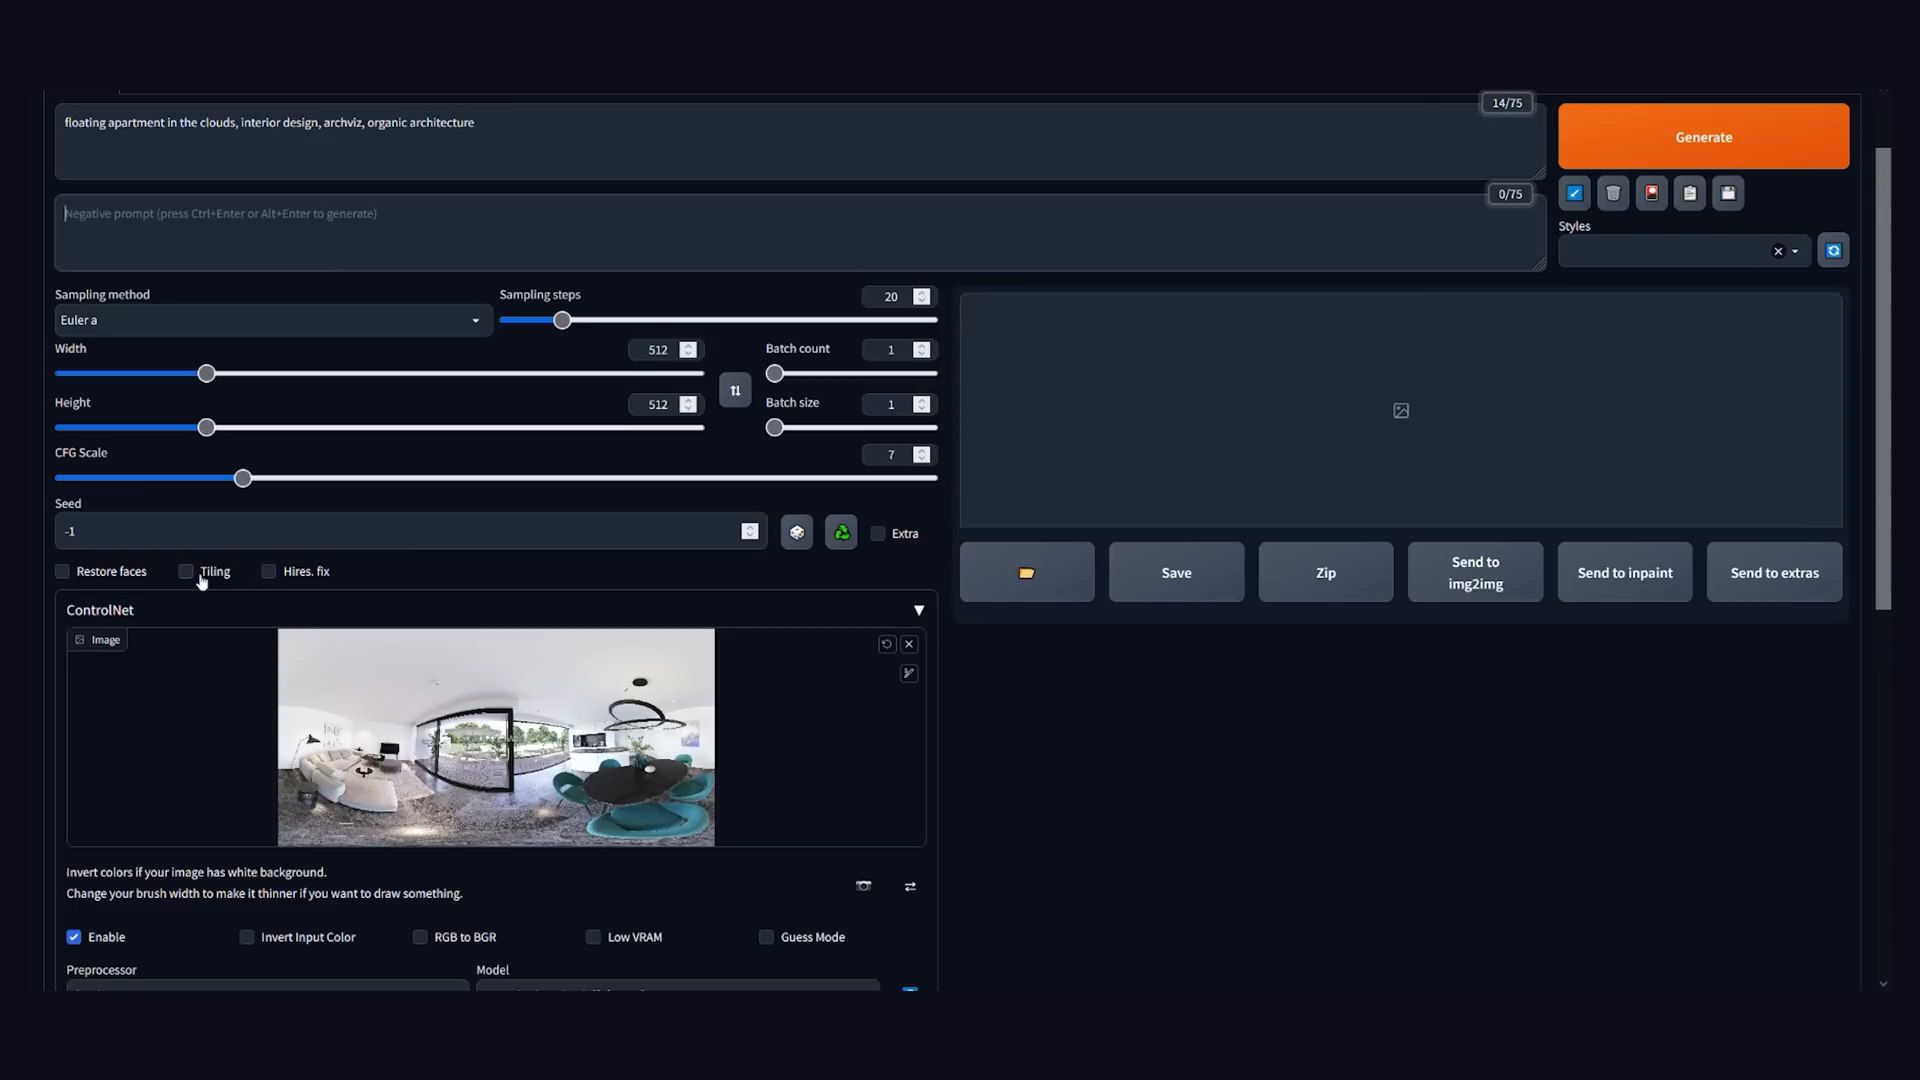 14/75
floating apartment in the clouds, interior design, archviz, organic architecture
Generate
0/75
Negative prompt (press Ctrl+Enter or Alt+Enter to generate)
Styles
Sampling method
Sampling steps
20
Euler a
Width
512
Batch count
1
Height
512
Batch size
1
CFG Scale
7
Seed
-1
Extra
Restore faces
Tiling
Hires. fix
Save
Zip
Send to
img2img
Send to inpaint
Send to extras
ControlNet
Image
Invert colors if your image has white background.
Change your brush width to make it thinner if you want to draw something.
Enable
Invert Input Color
RGB to BGR
Low VRAM
Guess Mode
Preprocessor
Model